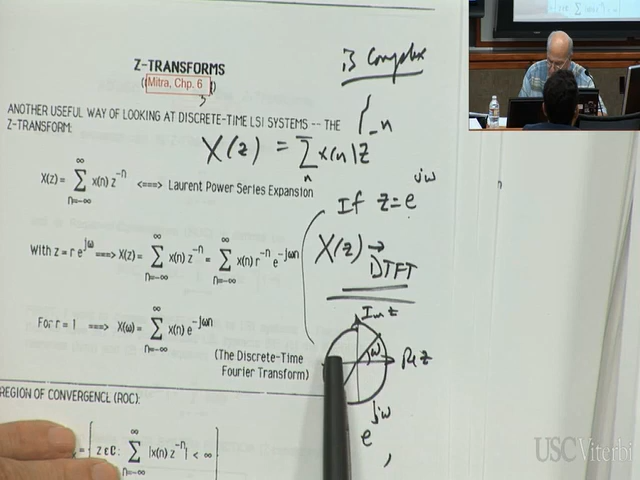 Z-TRANSFORMS
(Mitra, Chp. 6)
is Complex
ANOTHER USEFUL WAY OF LOOKING AT DISCRETE-TIME LSI SYSTEMS -- THE
Z-TRANSFORM:
X(z) = Σ x(n) z^-n
n
X(z) = Σ x(n) z^-n <===> Laurent Power Series Expansion
n=-∞ ∞
If z = e^jω
X(z) → DTFT
With z = r e^jω ===> X(z) = Σ x(n) z^-n = Σ x(n) r^-n e^-jωn
n=-∞ ∞ n=-∞ ∞
For r = 1 ===> X(ω) = Σ x(n) e^-jωn
n=-∞ ∞
(The Discrete-Time
Fourier Transform)
Im z
ω
Re z
e^jω
REGION OF CONVERGENCE (ROC):
= { z ∈ C: Σ |x(n) z^-n| < ∞ }
n=-∞ ∞
USC Viterbi